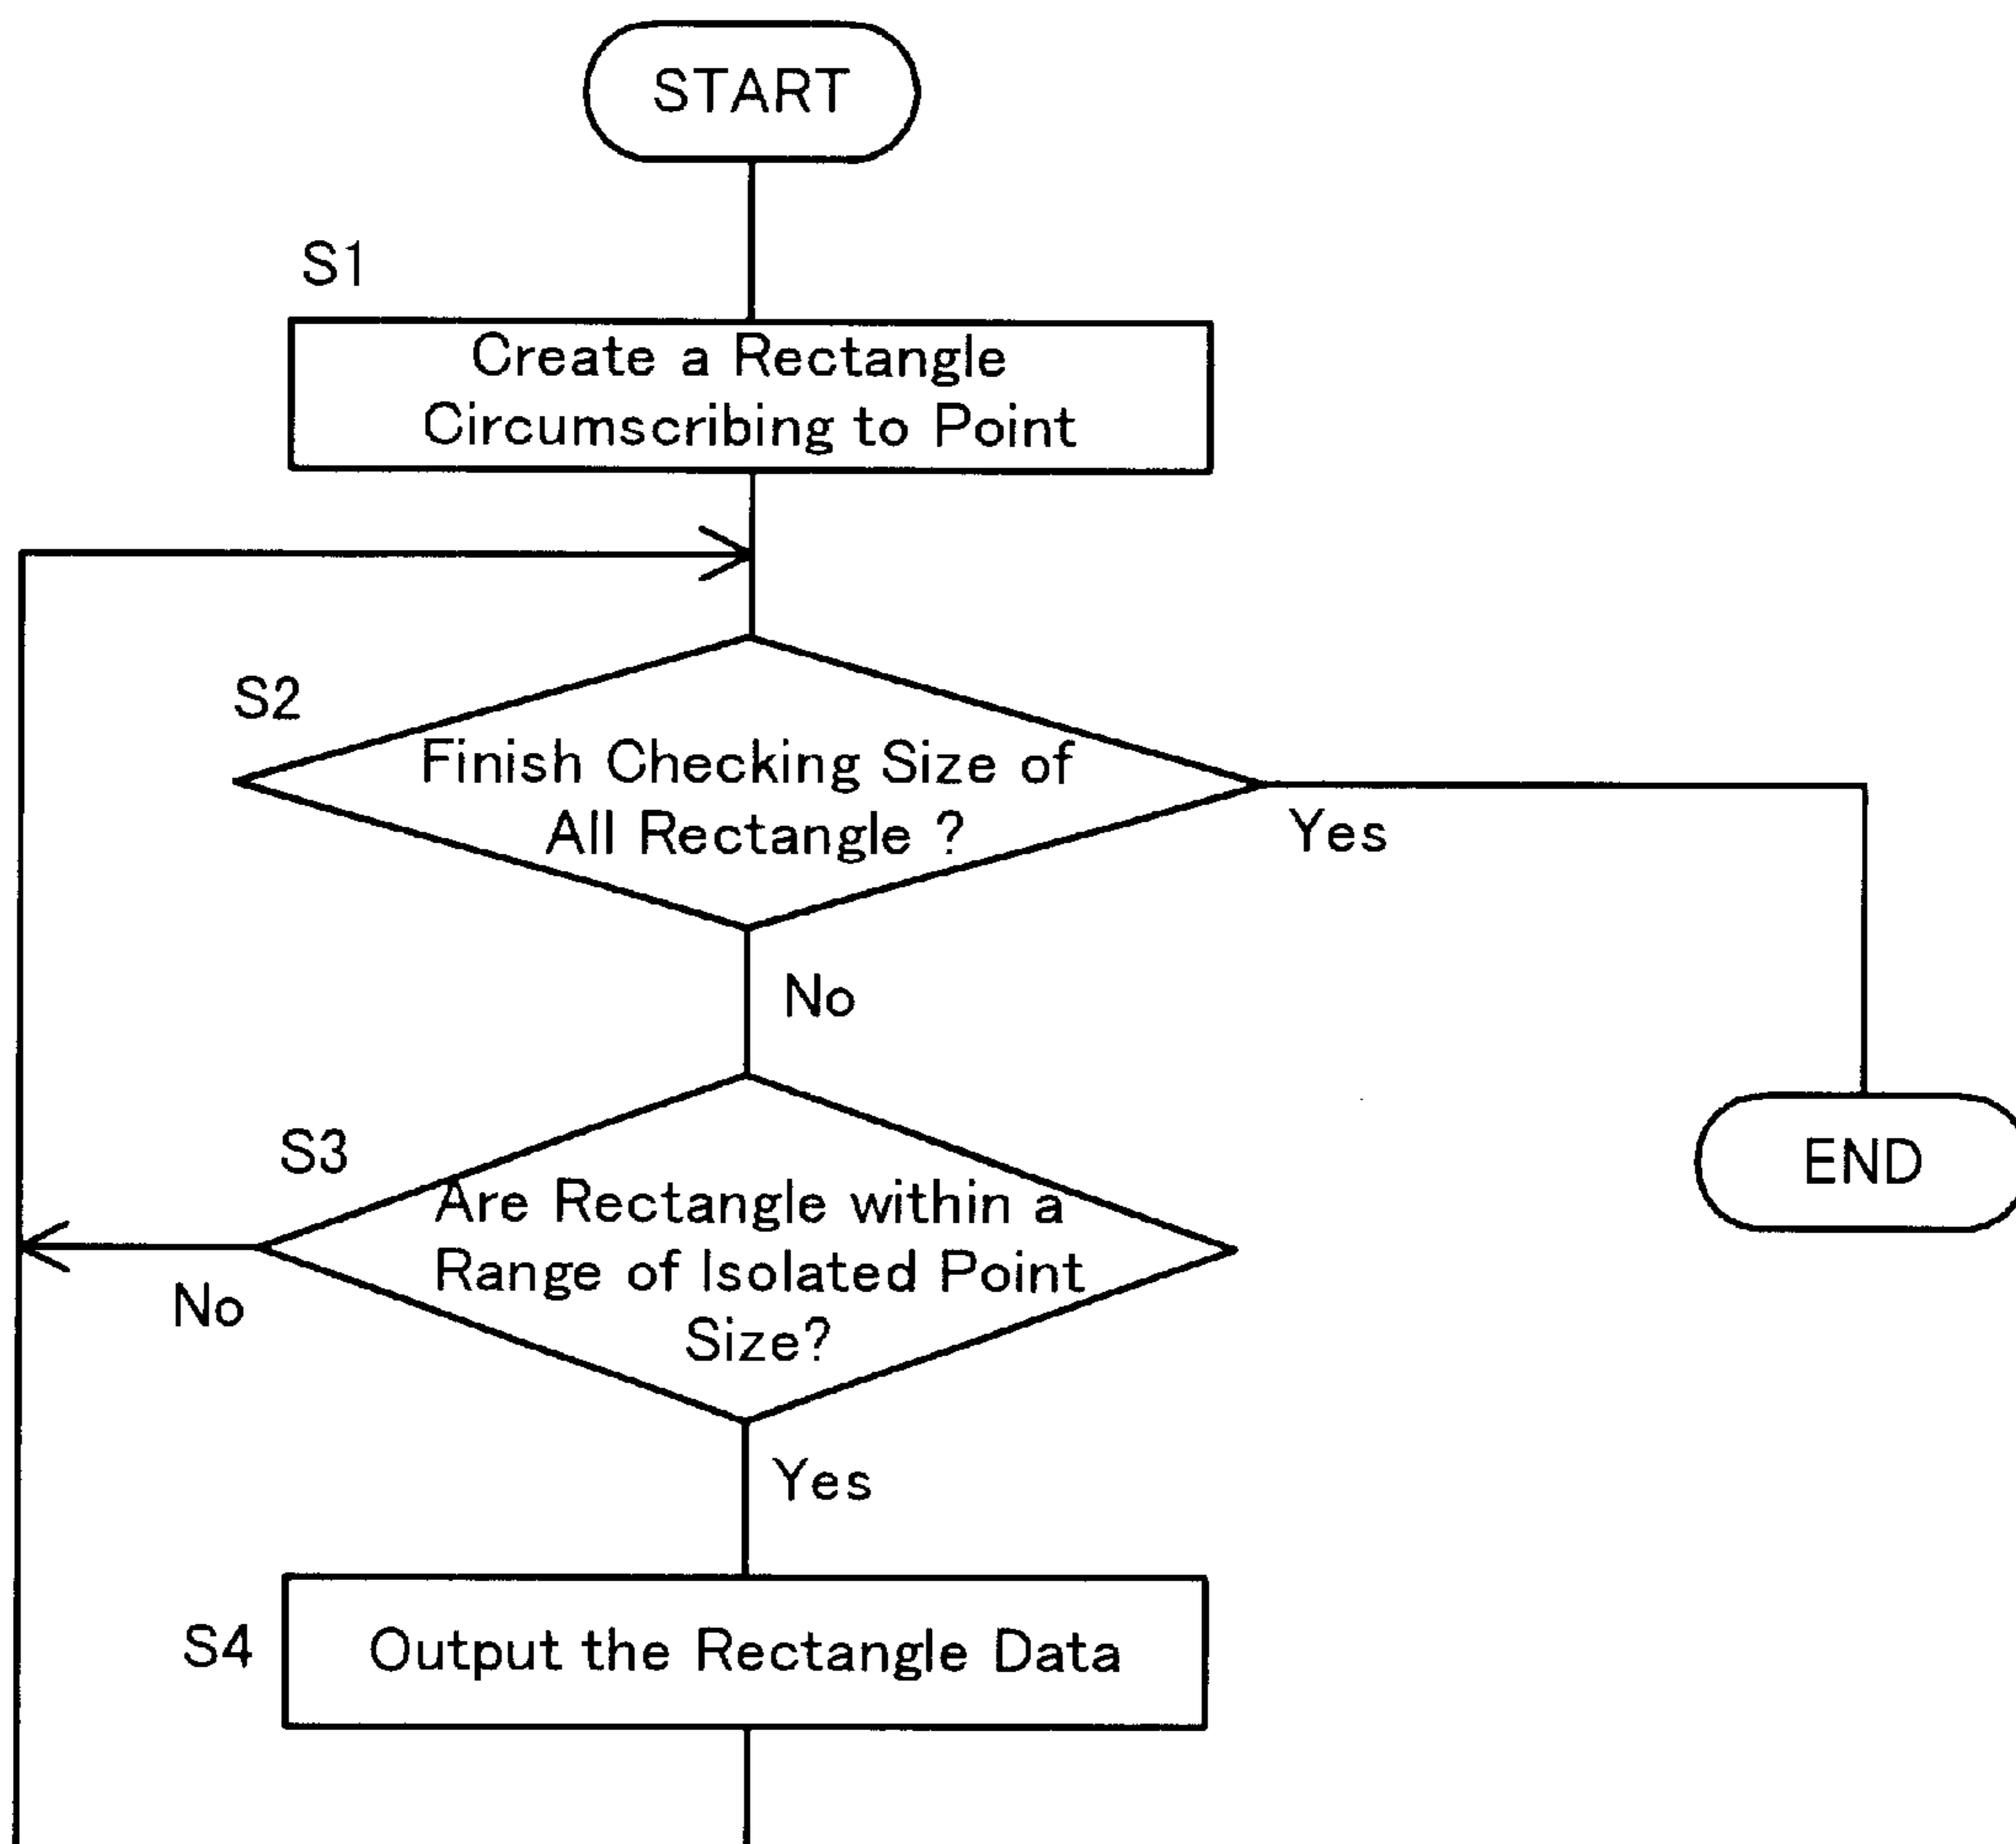 START
S1
Create a Rectangle
Circumscribing to Point
S2
Finish Checking Size of
All Rectangle ?
Yes
No
S3
Are Rectangle within a
Range of Isolated Point
Size?
END
No
Yes
S4
Output the Rectangle Data